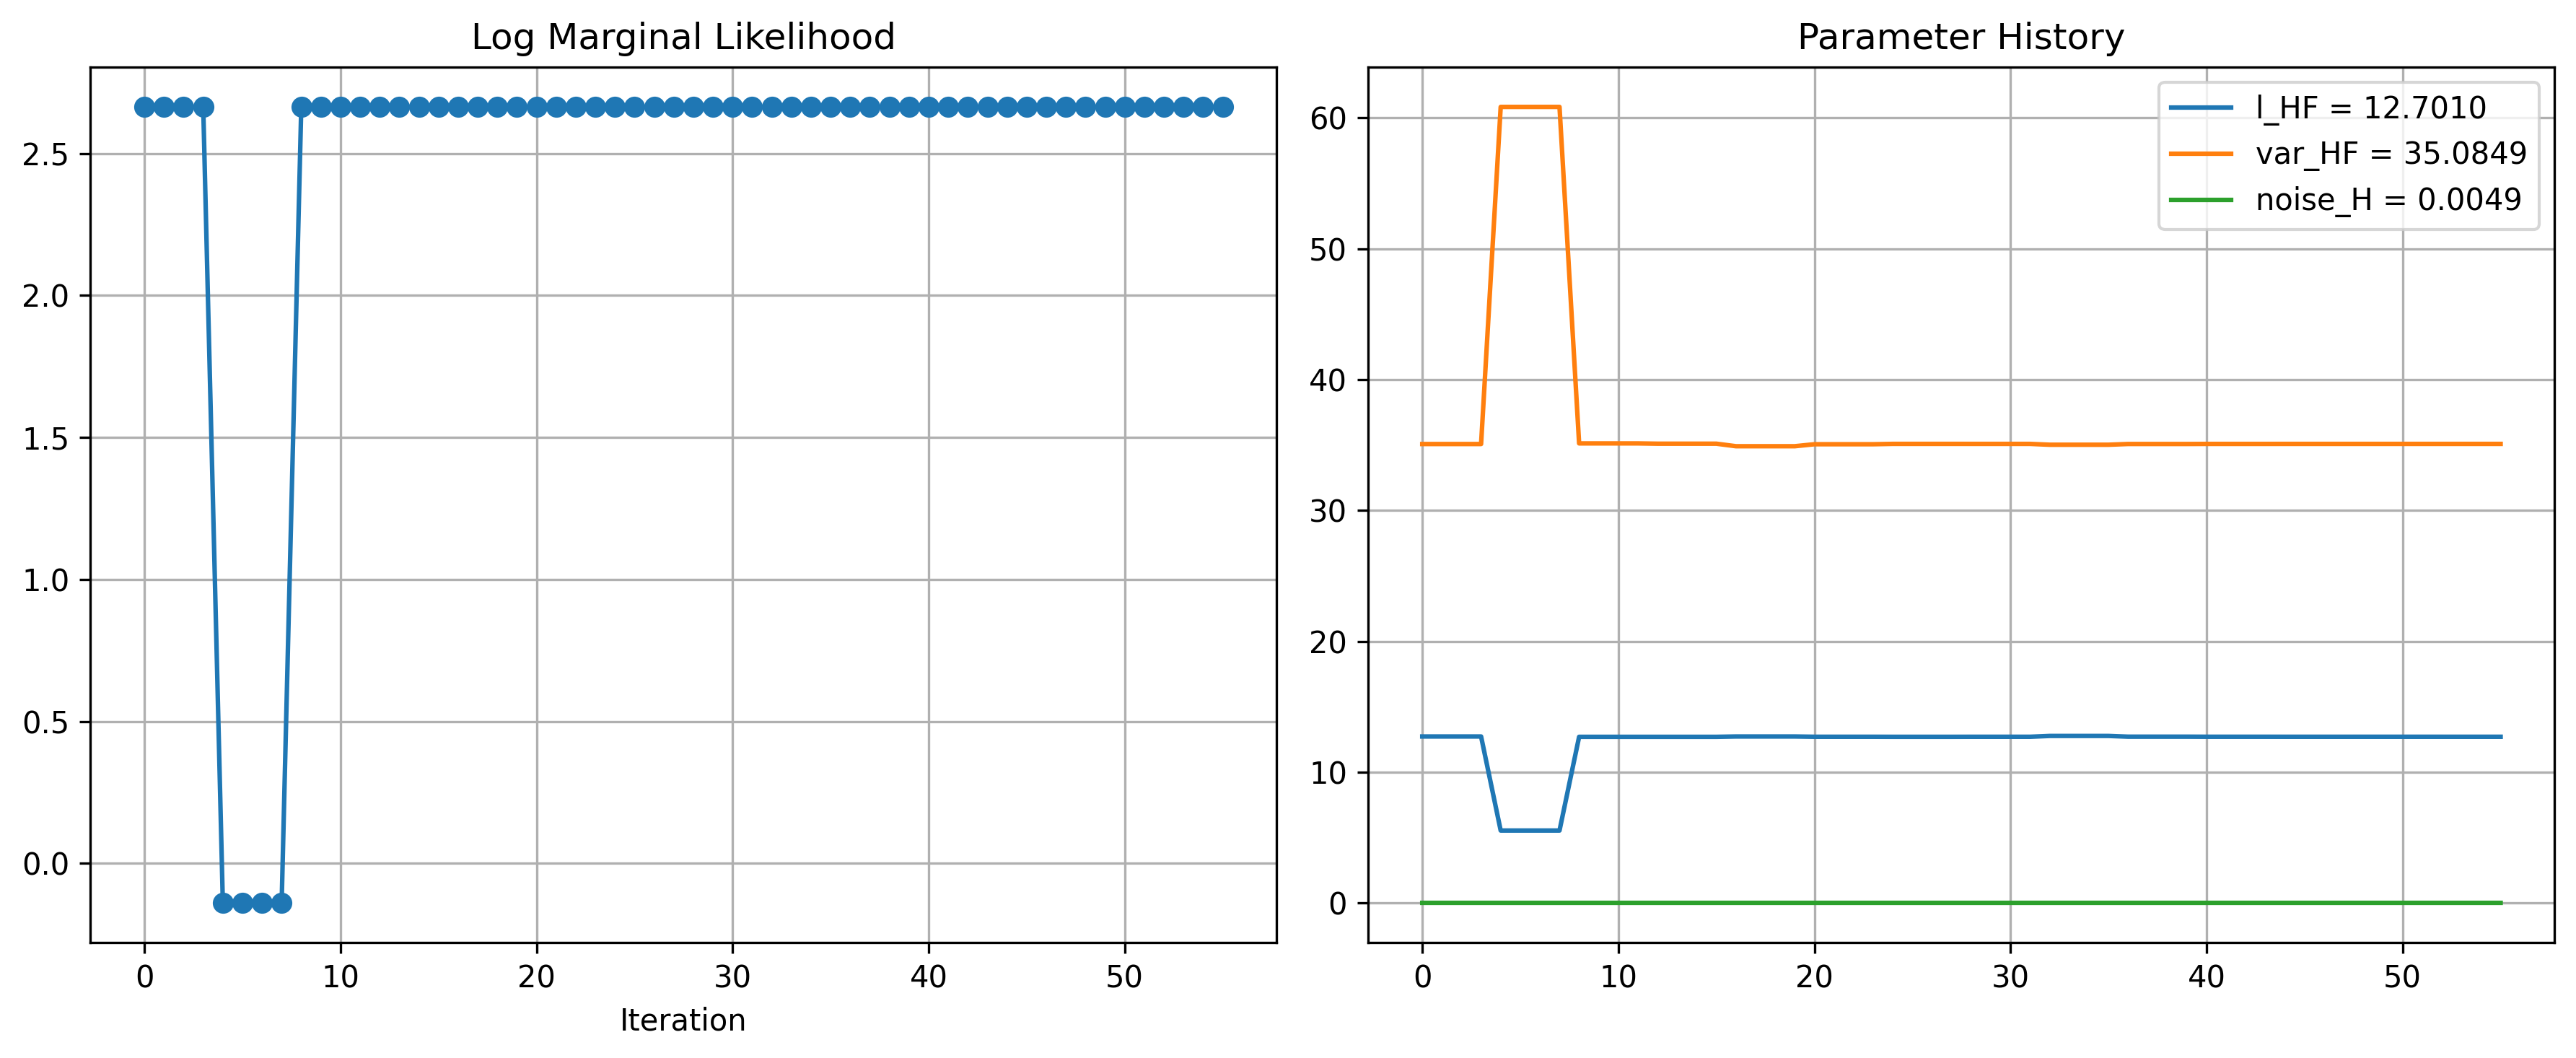 Log Marginal Likelihood
2.5
2.0
1.5
1.0
0.5
0.0
0 10 20 30 40 50
Iteration
Parameter History
l_HF = 12.7010
var_HF = 35.0849
noise_H = 0.0049
60
50
40
30
20
10
0
0 10 20 30 40 50